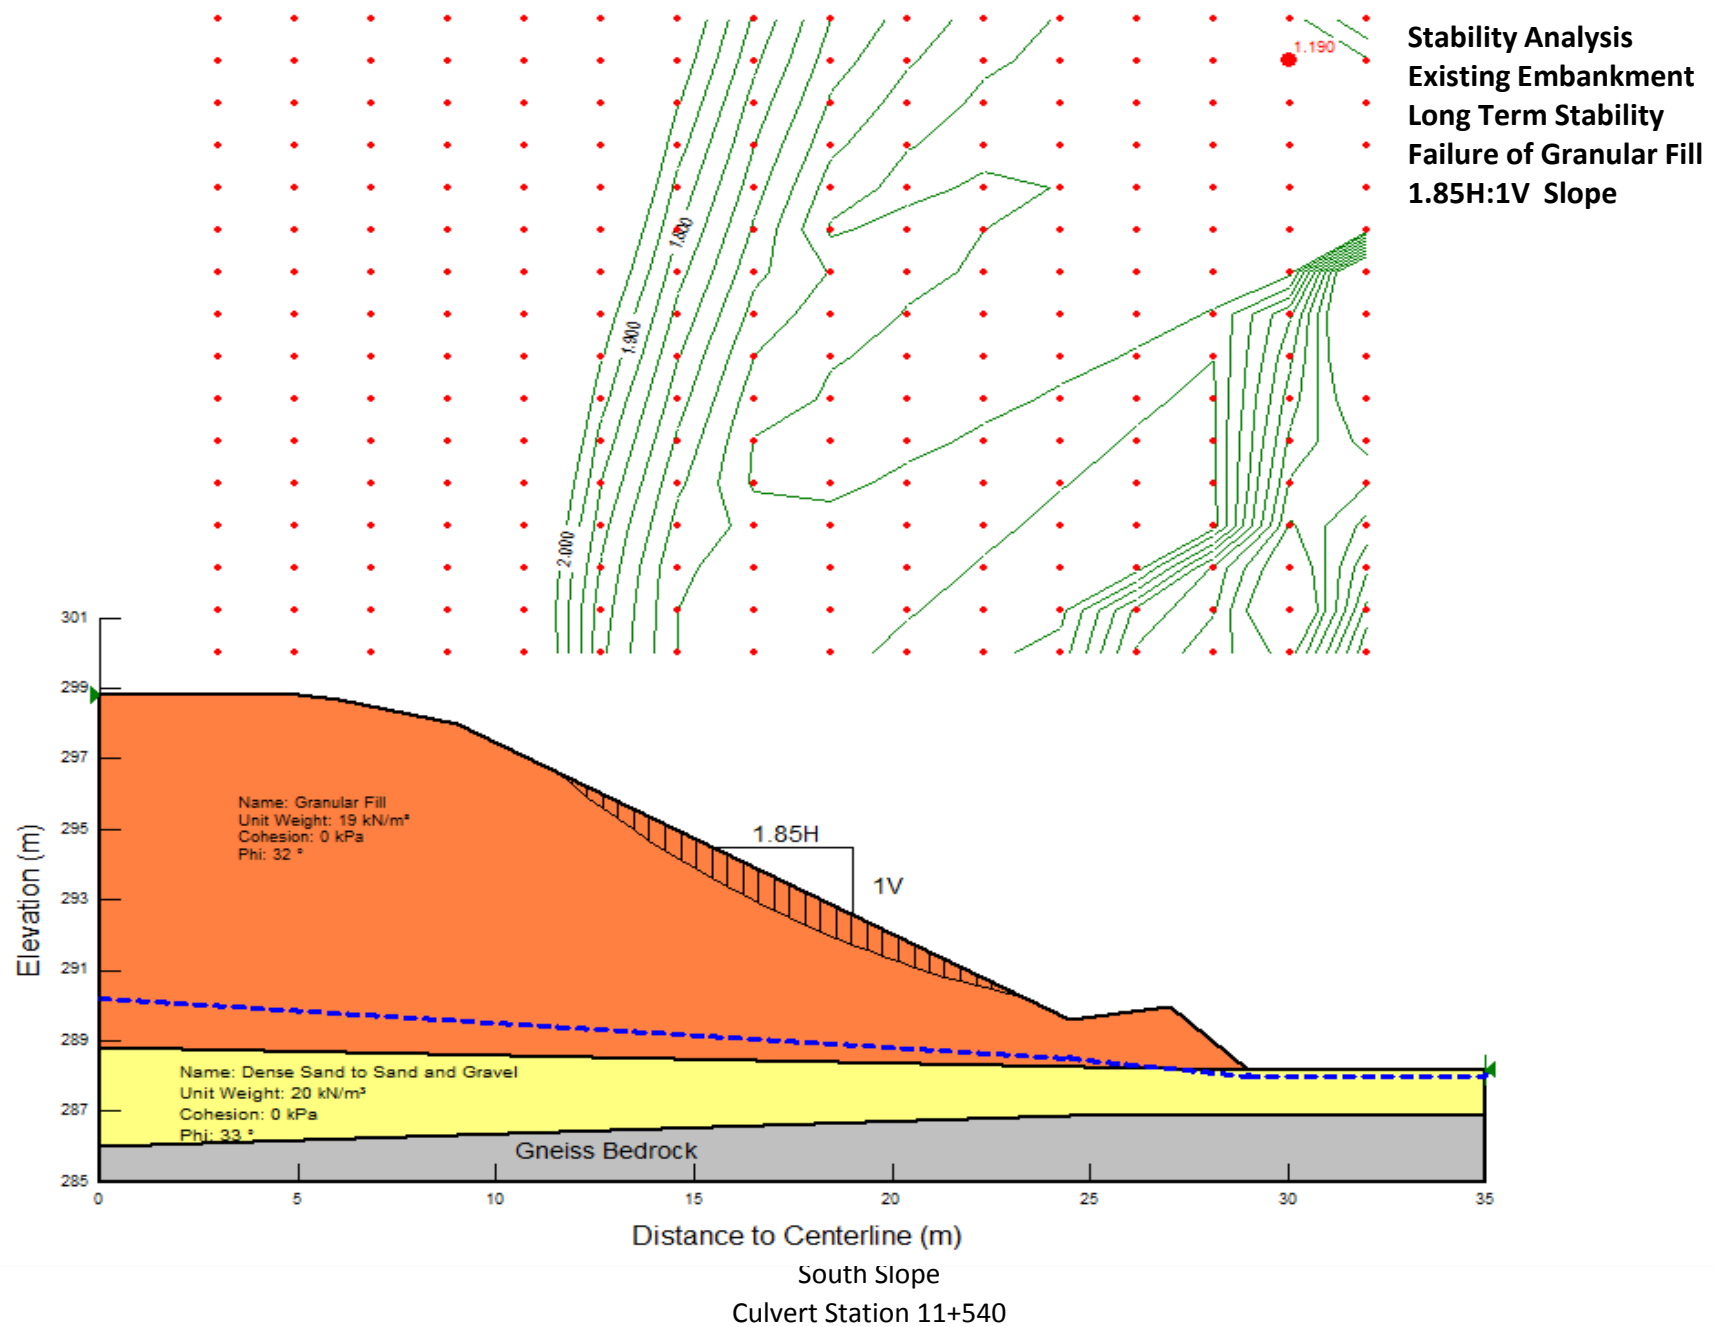 1.190
Stability Analysis
Existing Embankment
Long Term Stability
Failure of Granular Fill
1.85H:1V Slope
1.800
1.900
2.000
301
299
297
295
293
291
289
287
285
Elevation (m)
Name: Granular Fill
Unit Weight: 19 kN/m³
Cohesion: 0 kPa
Phi: 32 °
1.85H
1V
Name: Dense Sand to Sand and Gravel
Unit Weight: 20 kN/m³
Cohesion: 0 kPa
Phi: 33 °
Gneiss Bedrock
0 5 10 15 20 25 30 35
Distance to Centerline (m)
South Slope
Culvert Station 11+540